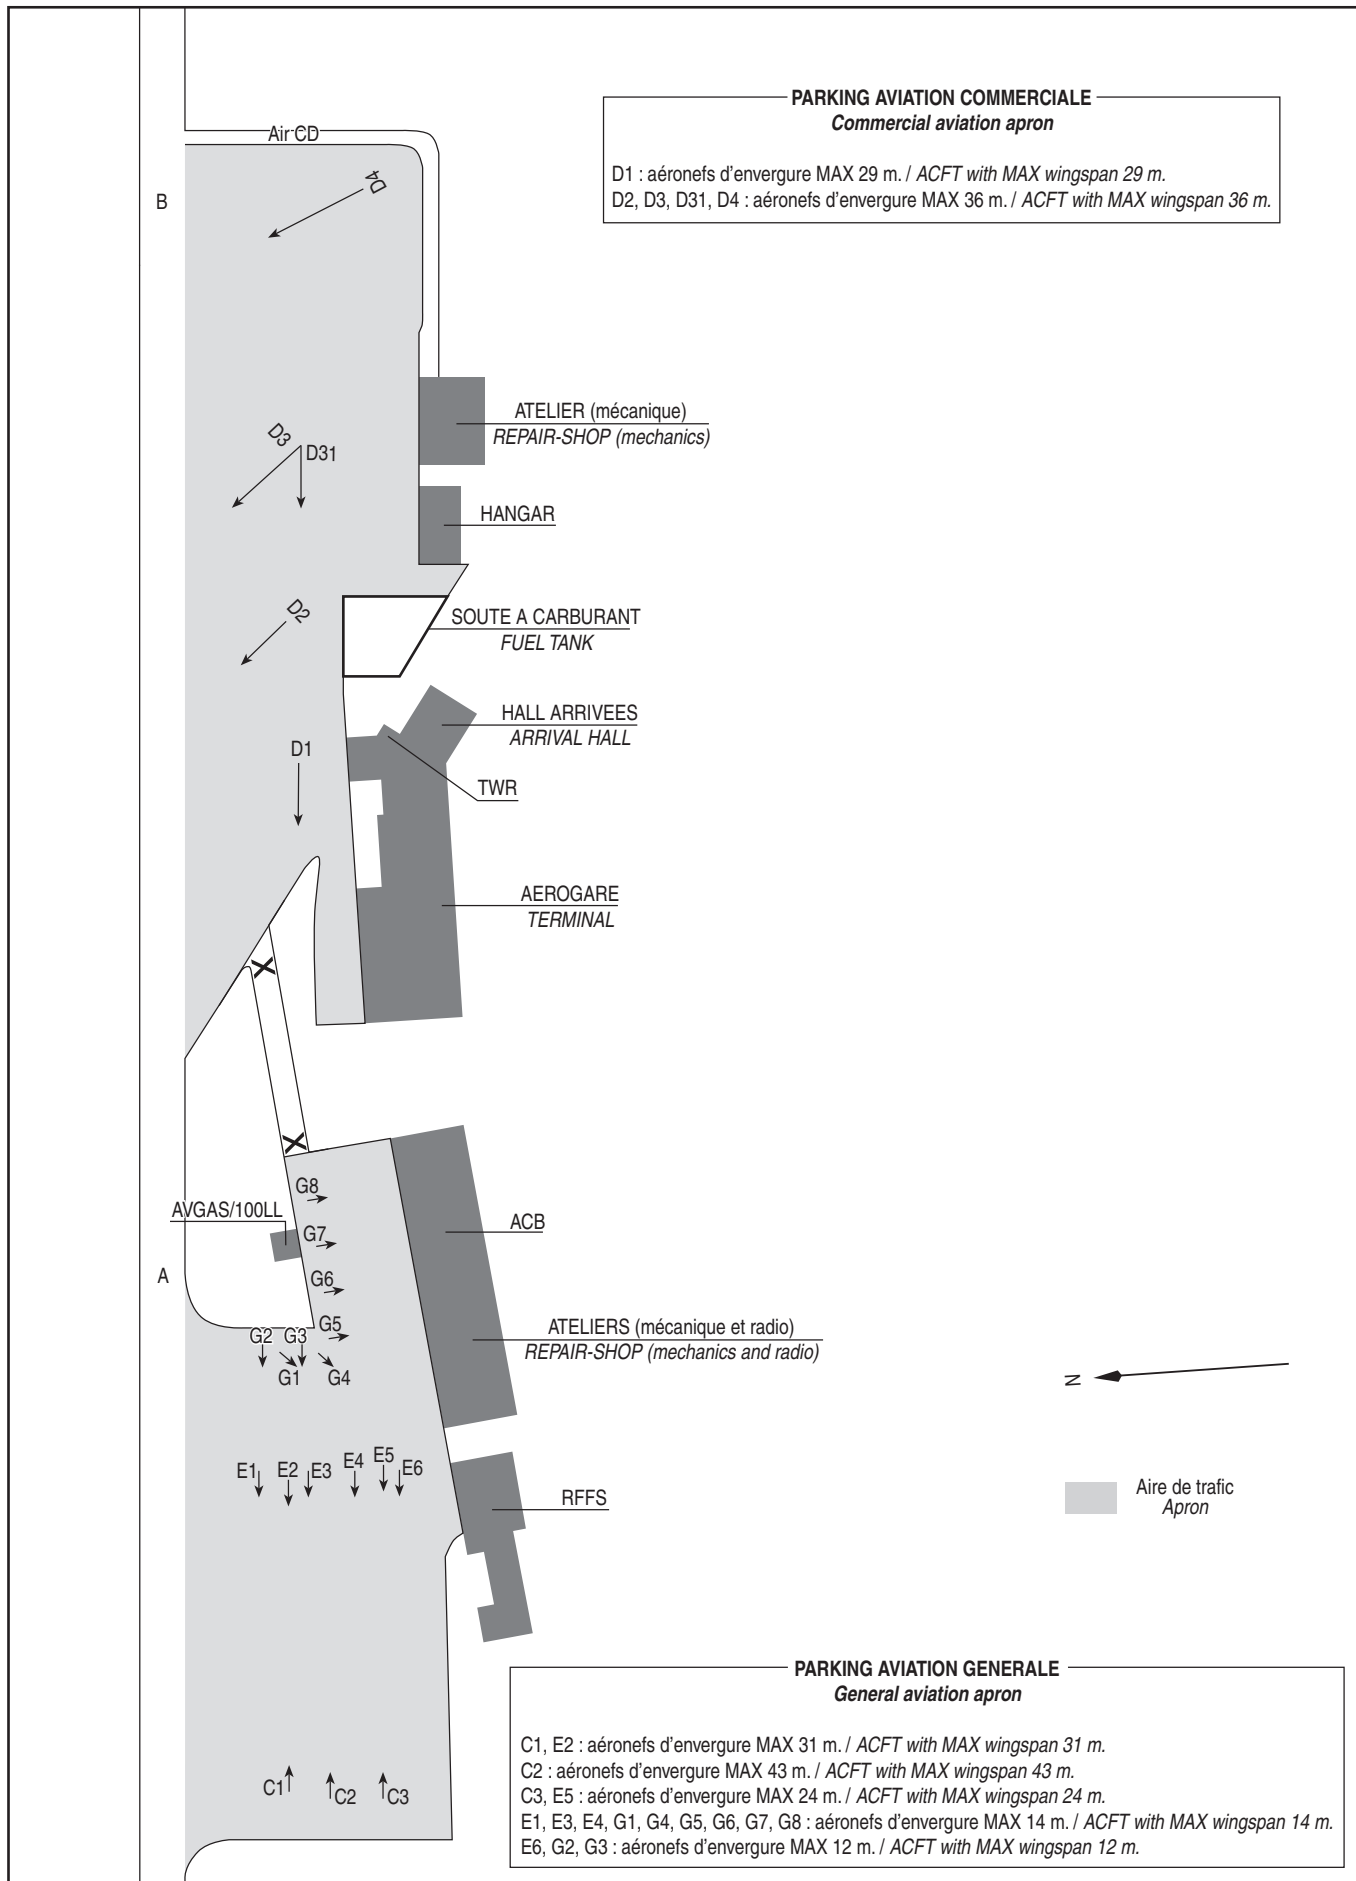 PARKING AVIATION COMMERCIALE
Commercial aviation apron
D1 : aéronefs d'envergure MAX 29 m. / ACFT with MAX wingspan 29 m.
D2, D3, D31, D4 : aéronefs d'envergure MAX 36 m. / ACFT with MAX wingspan 36 m.
Air CD
D4
B
ATELIER (mécanique)
REPAIR-SHOP (mechanics)
D3
D31
HANGAR
D2
SOUTE A CARBURANT
FUEL TANK
HALL ARRIVEES
ARRIVAL HALL
D1
TWR
AEROGARE
TERMINAL
X
X
G8
AVGAS/100LL
G7
ACB
A
G6
G5
G2
G3
G1
G4
ATELIERS (mécanique et radio)
REPAIR-SHOP (mechanics and radio)
N
E1
E2
E3
E4
E5
E6
RFFS
Aire de trafic
Apron
PARKING AVIATION GENERALE
General aviation apron
C1, E2 : aéronefs d'envergure MAX 31 m. / ACFT with MAX wingspan 31 m.
C2 : aéronefs d'envergure MAX 43 m. / ACFT with MAX wingspan 43 m.
C3, E5 : aéronefs d'envergure MAX 24 m. / ACFT with MAX wingspan 24 m.
E1, E3, E4, G1, G4, G5, G6, G7, G8 : aéronefs d'envergure MAX 14 m. / ACFT with MAX wingspan 14 m.
E6, G2, G3 : aéronefs d'envergure MAX 12 m. / ACFT with MAX wingspan 12 m.
C1
C2
C3